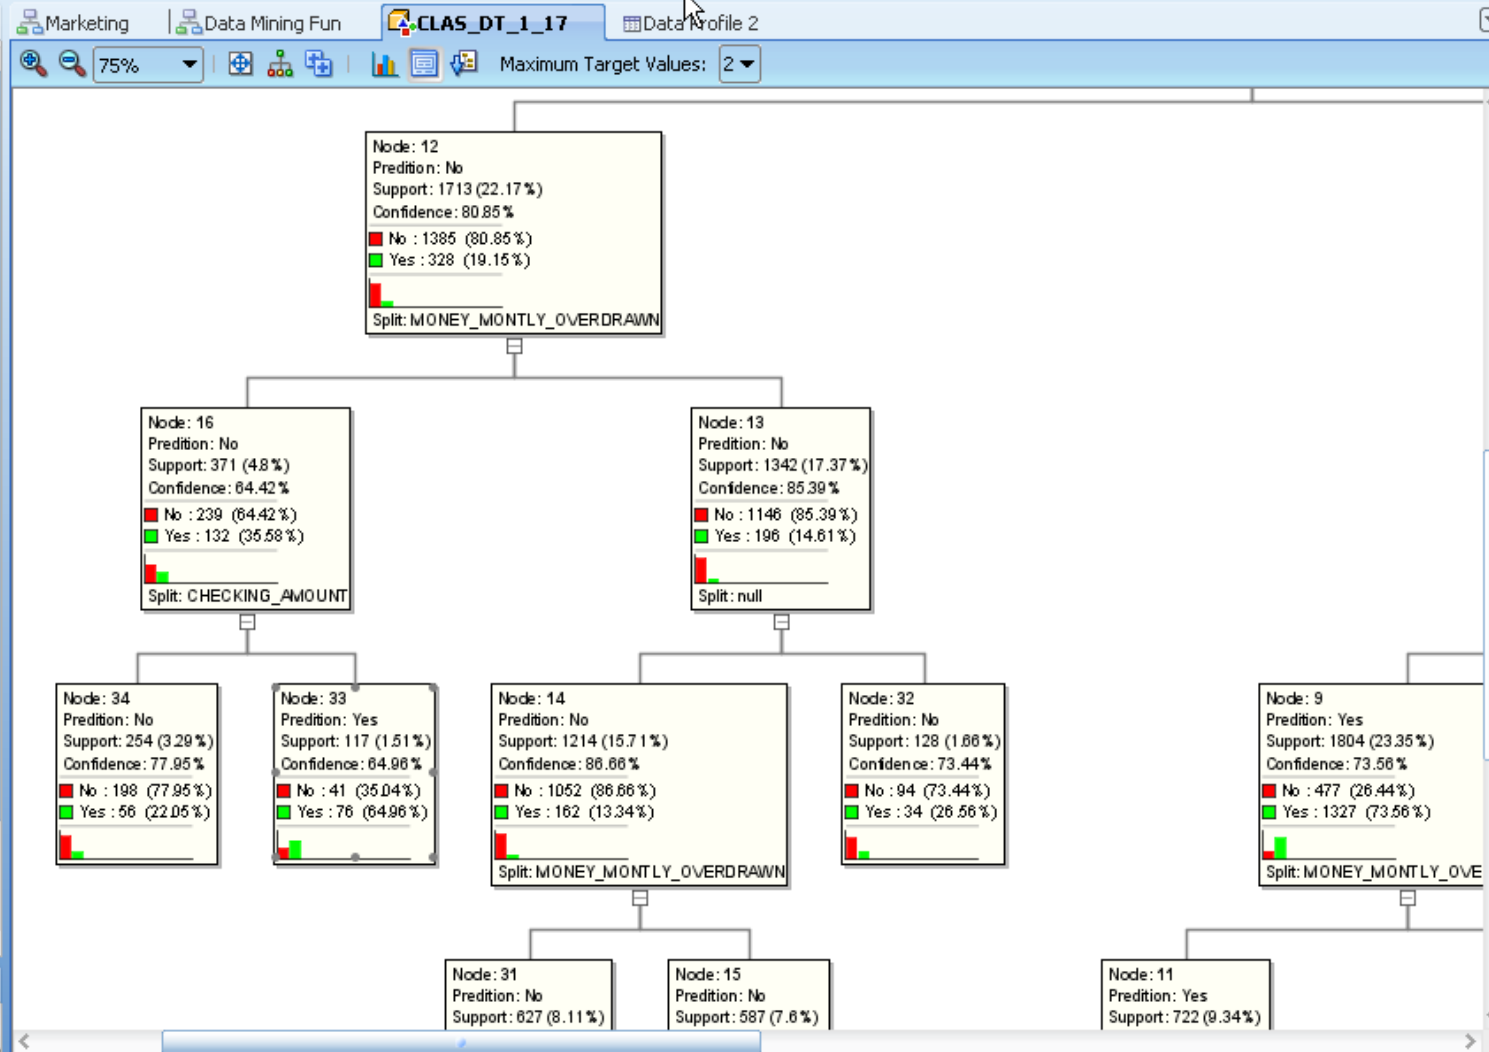 Marketing
Data Mining Fun
CLAS_DT_1_17
Data Profile 2
75%
Maximum Target Values: 2
Node: 12
Predition: No
Support: 1713 (22.17%)
Confidence: 80.85%
No : 1385 (80.85%)
Yes : 328 (19.15%)
Split: MONEY_MONTLY_OVERDRAWN
Node: 16
Predition: No
Support: 371 (4.8%)
Confidence: 64.42%
No : 239 (64.42%)
Yes : 132 (35.58%)
Split: CHECKING_AMOUNT
Node: 13
Predition: No
Support: 1342 (17.37%)
Confidence: 85.39%
No : 1146 (85.39%)
Yes : 196 (14.61%)
Split: null
Node: 34
Predition: No
Support: 254 (3.29%)
Confidence: 77.95%
No : 198 (77.95%)
Yes : 56 (22.05%)
Node: 33
Predition: Yes
Support: 117 (1.51%)
Confidence: 64.96%
No : 41 (35.04%)
Yes : 76 (64.96%)
Node: 14
Predition: No
Support: 1214 (15.71%)
Confidence: 86.66%
No : 1052 (86.66%)
Yes : 162 (13.34%)
Split: MONEY_MONTLY_OVERDRAWN
Node: 32
Predition: No
Support: 128 (1.66%)
Confidence: 73.44%
No : 94 (73.44%)
Yes : 34 (26.56%)
Node: 9
Predition: Yes
Support: 1804 (23.35%)
Confidence: 73.56%
No : 477 (26.44%)
Yes : 1327 (73.56%)
Split: MONEY_MONTLY_OVE
Node: 31
Predition: No
Support: 627 (8.11%)
Node: 15
Predition: No
Support: 587 (7.6%)
Node: 11
Predition: Yes
Support: 722 (9.34%)